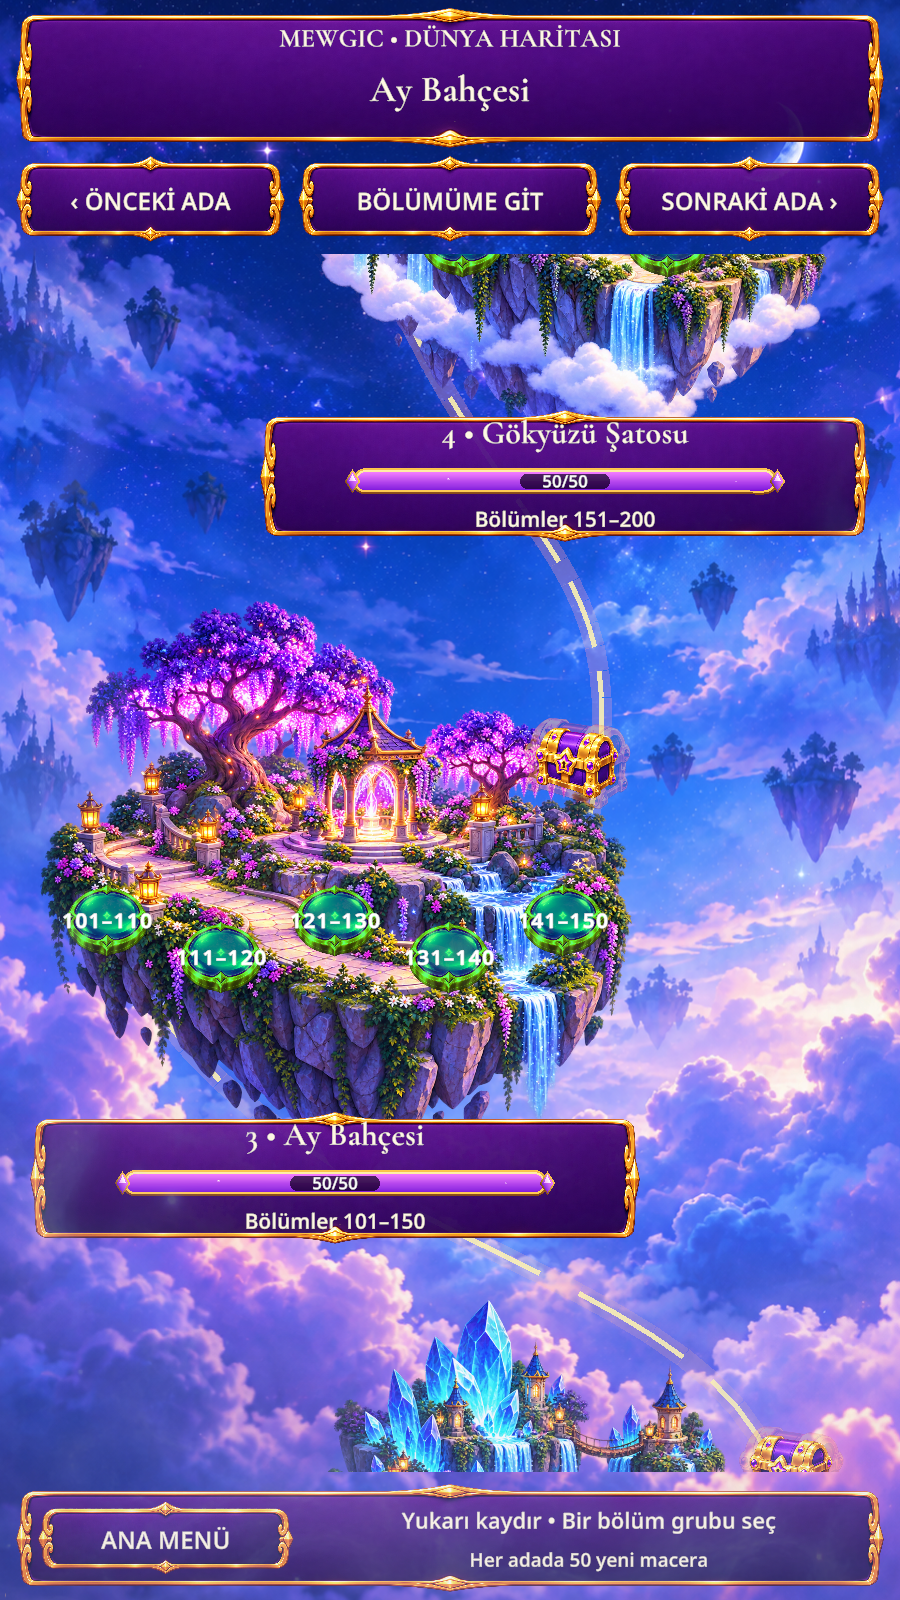 MEWGIC • DÜNYA HARİTASI
Ay Bahçesi
‹ ÖNCEKİ ADA
BÖLÜMÜME GİT
SONRAKİ ADA ›
4 • Gökyüzü Şatosu
50/50
Bölümler 151–200
101–110
121–130
141–150
111–120
131–140
3 • Ay Bahçesi
50/50
Bölümler 101–150
ANA MENÜ
Yukarı kaydır • Bir bölüm grubu seç
Her adada 50 yeni macera